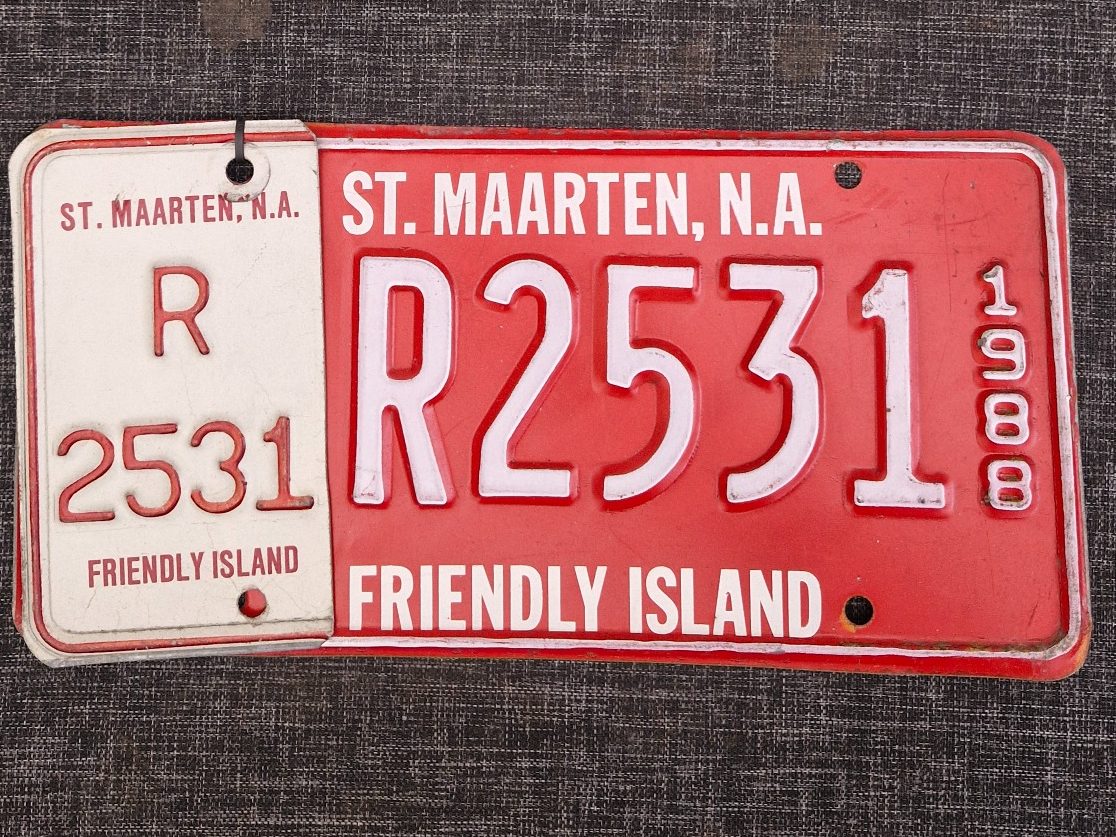 ST. MAARTEN, N.A.
R
2531
FRIENDLY ISLAND
ST. MAARTEN, N.A.
R2531
1988
FRIENDLY ISLAND